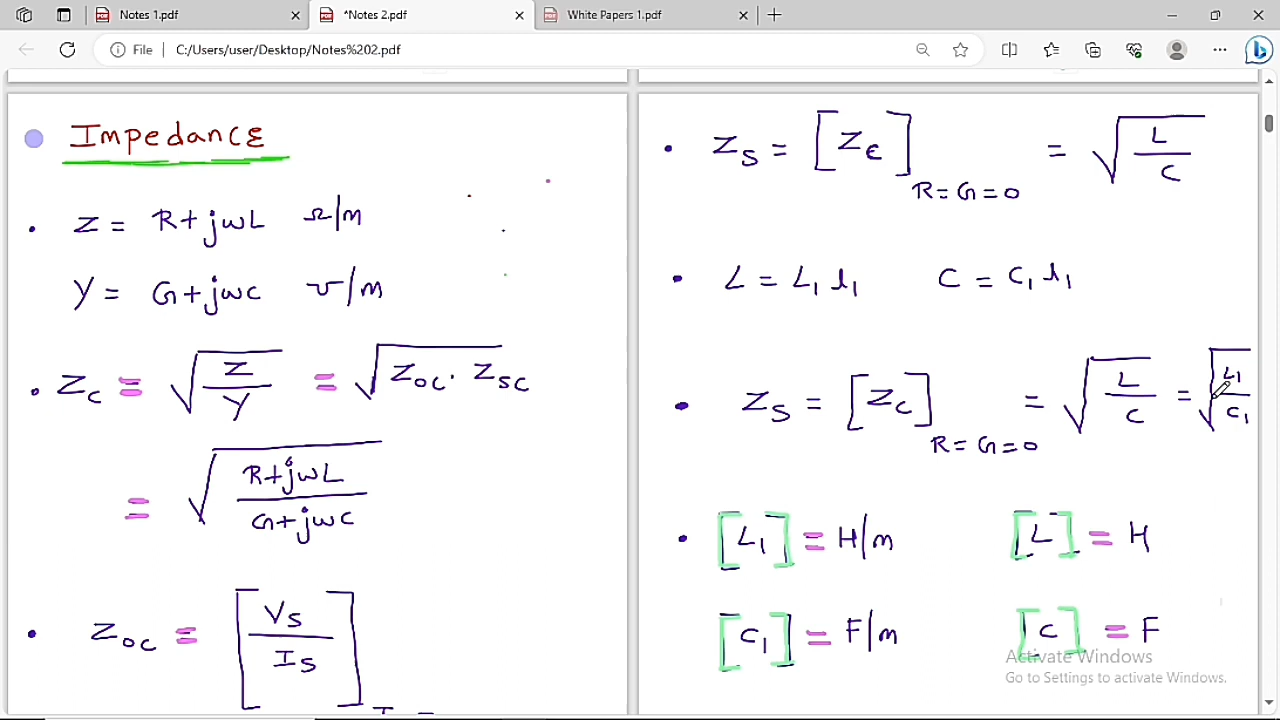 Notes 1.pdf
*Notes 2.pdf
White Papers 1.pdf
File
C:/Users/user/Desktop/Notes%202.pdf
Impedance
Z = R+jωL Ω/m
Y = G+jωC ℧/m
Zc = √(Z/Y) = √(Zoc · Zsc)
= √((R+jωL)/(G+jωC))
Zoc = [Vs/Is]
Zs = [Zc] R=G=0 = √(L/C)
L = L₁ l₁ C = C₁ l₁
Zs = [Zc] R=G=0 = √(L/C) = √(L₁/C₁)
[L₁] = H/m [L] = H
[C₁] = F/m [C] = F
Activate Windows
Go to Settings to activate Windows.